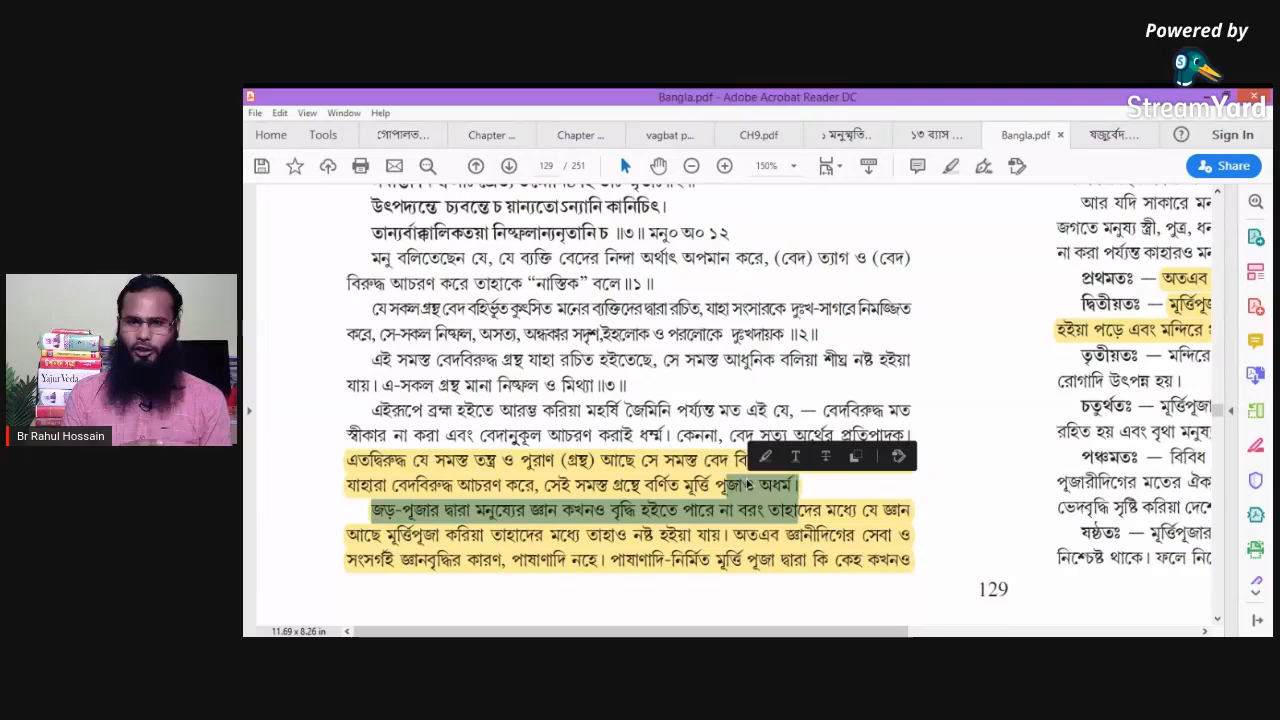 Powered by
StreamYard
Bangla.pdf - Adobe Acrobat Reader DC
File Edit View Window Help
Home Tools গোপালত... Chapter ... Chapter ... vagbat p... CH9.pdf ১ মনুস্মৃতি.. ১৩ ব্যাস ... Bangla.pdf × যজুর্বেদ.... Sign In
129 / 251 150% Share
উৎপদ্যন্তে চ্যবন্তে চ য়ান্যতোঽন্যানি কানিচিৎ।
তান্যর্বাক্কালিকতয়া নিষ্ফলান্যনৃতানি চ ॥৩॥ মনু০ অ০ ১২
মনু বলিতেছেন যে, যে ব্যক্তি বেদের নিন্দা অর্থাৎ অপমান করে, (বেদ) ত্যাগ ও (বেদ)
বিরুদ্ধ আচরণ করে তাহাকে “নাস্তিক” বলে॥১॥
যে সকল গ্রন্থ বেদ বহির্ভূত কুৎসিত মনের ব্যক্তিদের দ্বারা রচিত, যাহা সংসারকে দুঃখ-সাগরে নিমজ্জিত
করে, সে-সকল নিষ্ফল, অসত্য, অন্ধকার সদৃশ,ইহলোক ও পরলোকে দুঃখদায়ক ॥২॥
এই সমস্ত বেদবিরুদ্ধ গ্রন্থ যাহা রচিত হইতেছে, সে সমস্ত আধুনিক বলিয়া শীঘ্র নষ্ট হইয়া
যায়। এ-সকল গ্রন্থ মানা নিষ্ফল ও মিথ্যা॥৩॥
এইরূপে ব্রহ্মা হইতে আরম্ভ করিয়া মহর্ষি জৈমিনি পর্য্যন্ত মত এই যে, — বেদবিরুদ্ধ মত
স্বীকার না করা এবং বেদানুকূল আচরণ করাই ধর্ম্ম। কেননা, বেদ সত্য অর্থের প্রতিপাদক।
এতদ্বিরুদ্ধ যে সমস্ত তন্ত্র ও পুরাণ (গ্রন্থ) আছে সে সমস্ত বেদ
যাহারা বেদবিরুদ্ধ আচরণ করে, সেই সমস্ত গ্রন্থে বর্ণিত মূর্ত্তি পূজাও অধর্ম।
জড়-পূজার দ্বারা মনুষ্যের জ্ঞান কখনও বৃদ্ধি হইতে পারে না বরং তাহাদের মধ্যে যে জ্ঞান
আছে মূর্ত্তিপূজা করিয়া তাহাদের মধ্যে তাহাও নষ্ট হইয়া যায়। অতএব জ্ঞানীদিগের সেবা ও
সংসর্গই জ্ঞানবৃদ্ধির কারণ, পাষাণাদি নহে। পাষাণাদি-নির্মিত মূর্ত্তি পূজা দ্বারা কি কেহ কখনও
129
আর যদি সাকারে
জগতে মনুষ্য স্ত্রী, পুত্র,
না করা পর্য্যন্ত কাহারও
প্রথমতঃ — অতএব
দ্বিতীয়তঃ —
হইয়া পড়ে এবং মন্দিরে
তৃতীয়তঃ — মন্দিরে
রোগাদি উৎপন্ন হয়।
চতুর্থতঃ —
রহিত হয় এবং বৃথা
পঞ্চমতঃ — বিবিধ
পূজারীদিগের মতের
ভেদবৃদ্ধি সৃষ্টি করিয়া
ষষ্ঠতঃ —
নিশ্চেষ্ট থাকে। ফলে
11.69 x 8.26 in
Yajur Veda
Br Rahul Hossain